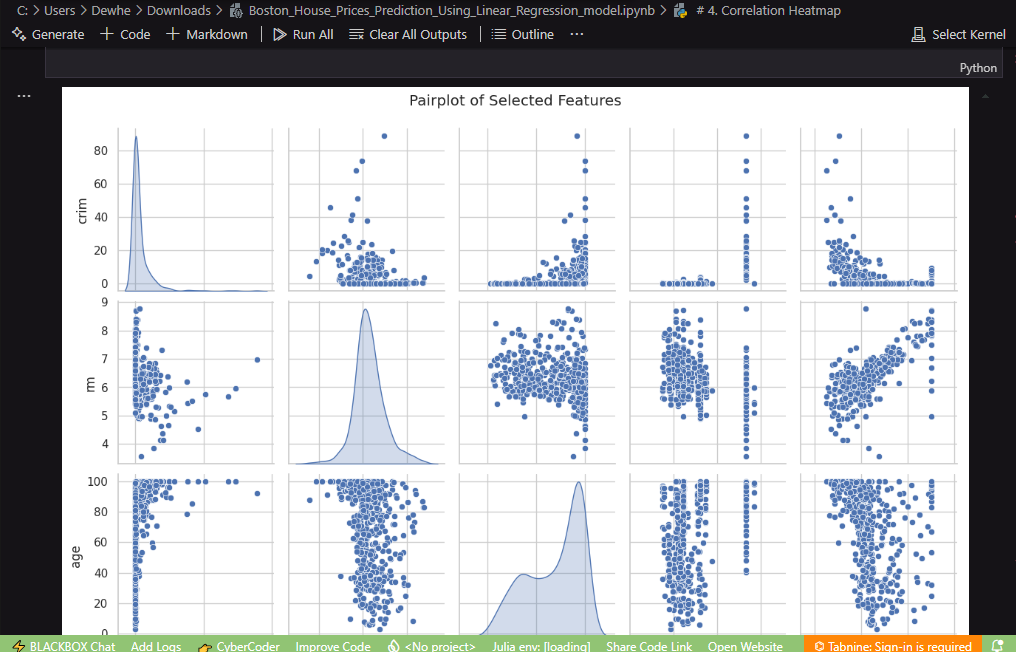 C: > Users > Dewhe > Downloads > Boston_House_Prices_Prediction_Using_Linear_Regression_model.ipynb > # 4. Correlation Heatmap
Generate + Code + Markdown | Run All Clear All Outputs | Outline ... Select Kernel
Python
...
Pairplot of Selected Features
80
60
crim
40
20
0
9
8
7
rm
6
5
4
100
80
60
age
40
20
0
BLACKBOX Chat Add Logs CyberCoder Improve Code <No project> Julia env: [loading] Share Code Link Open Website Tabnine: Sign-in is required